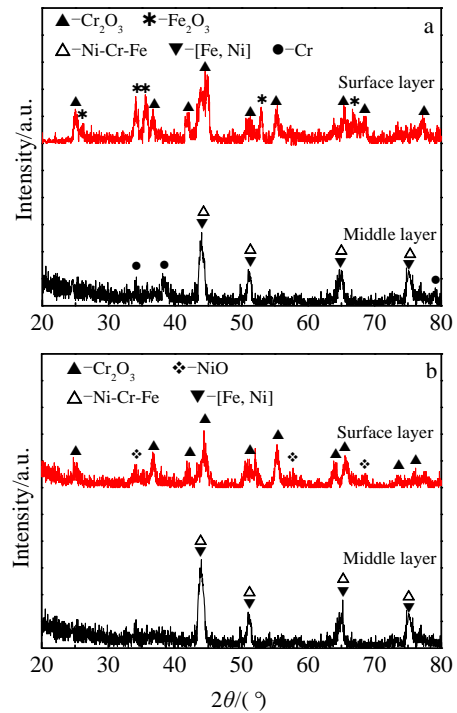 ▲–Cr₂O₃ ✱–Fe₂O₃ a
△–Ni-Cr-Fe ▼–[Fe, Ni] ●–Cr
Surface layer
Middle layer
Intensity/a.u.
20 30 40 50 60 70 80
▲–Cr₂O₃ ❖–NiO b
△–Ni-Cr-Fe ▼–[Fe, Ni]
Surface layer
Middle layer
Intensity/a.u.
20 30 40 50 60 70 80
2θ/(°)